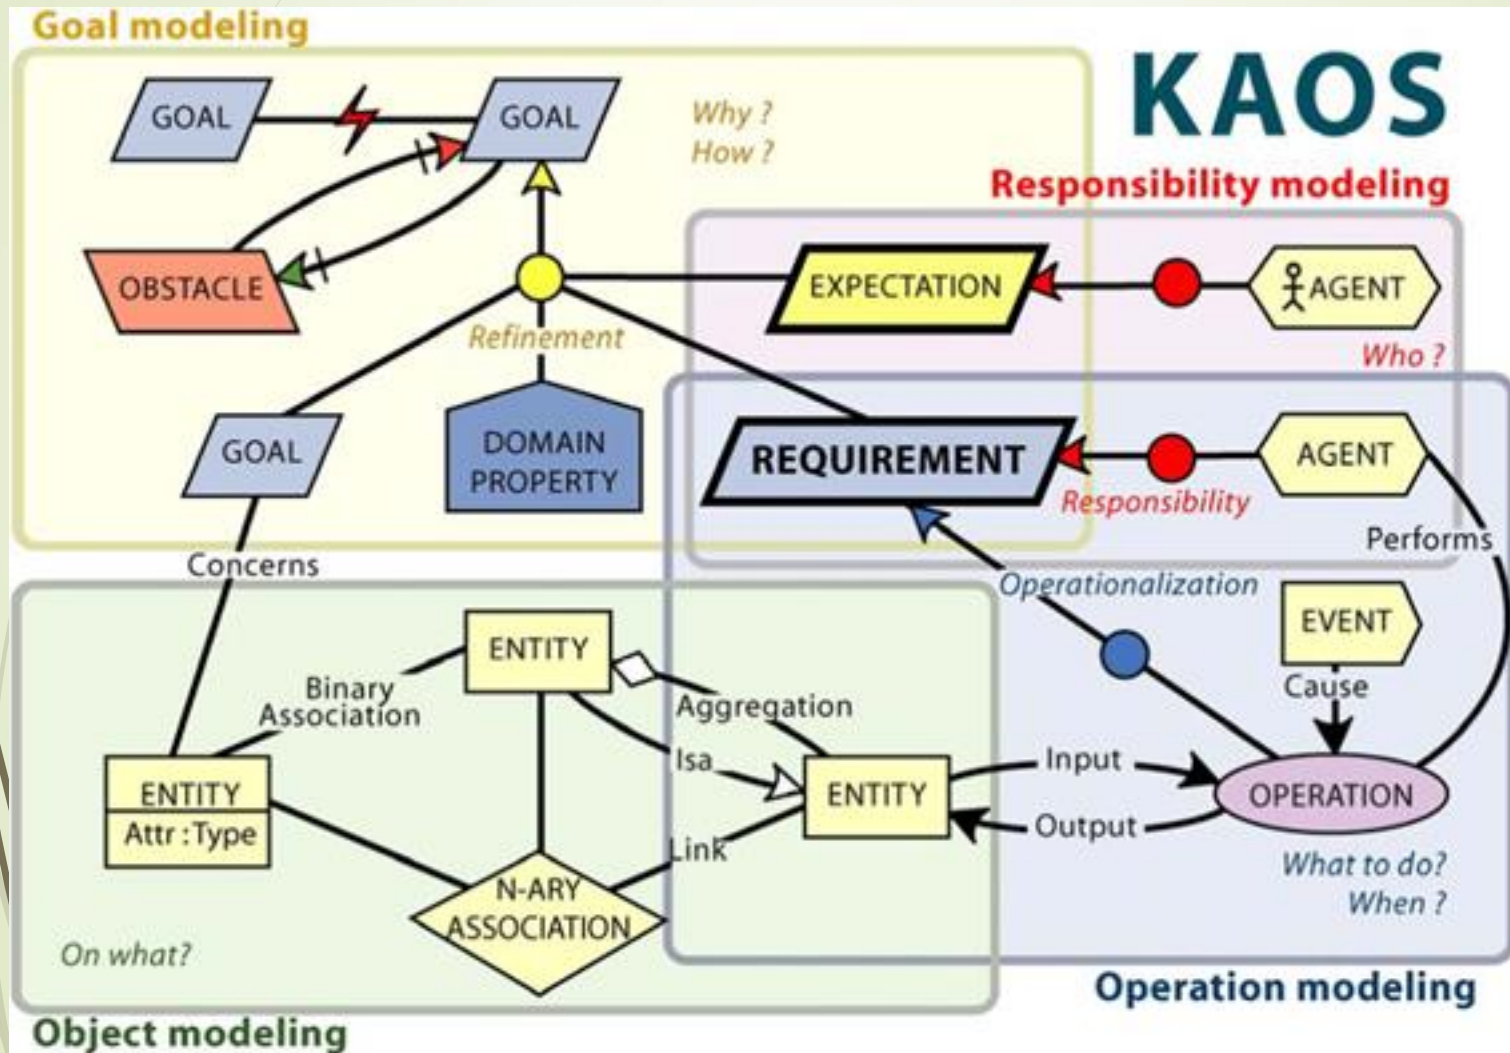 Goal modeling
KAOS
GOAL
GOAL
Why ?
How ?
Responsibility modeling
OBSTACLE
EXPECTATION
AGENT
Refinement
Who ?
GOAL
DOMAIN
PROPERTY
REQUIREMENT
AGENT
Responsibility
Performs
Concerns
Operationalization
EVENT
Cause
ENTITY
Binary
Association
Aggregation
Isa
Input
ENTITY
Attr : Type
ENTITY
OPERATION
Output
Link
N-ARY
ASSOCIATION
What to do?
When ?
On what?
Operation modeling
Object modeling